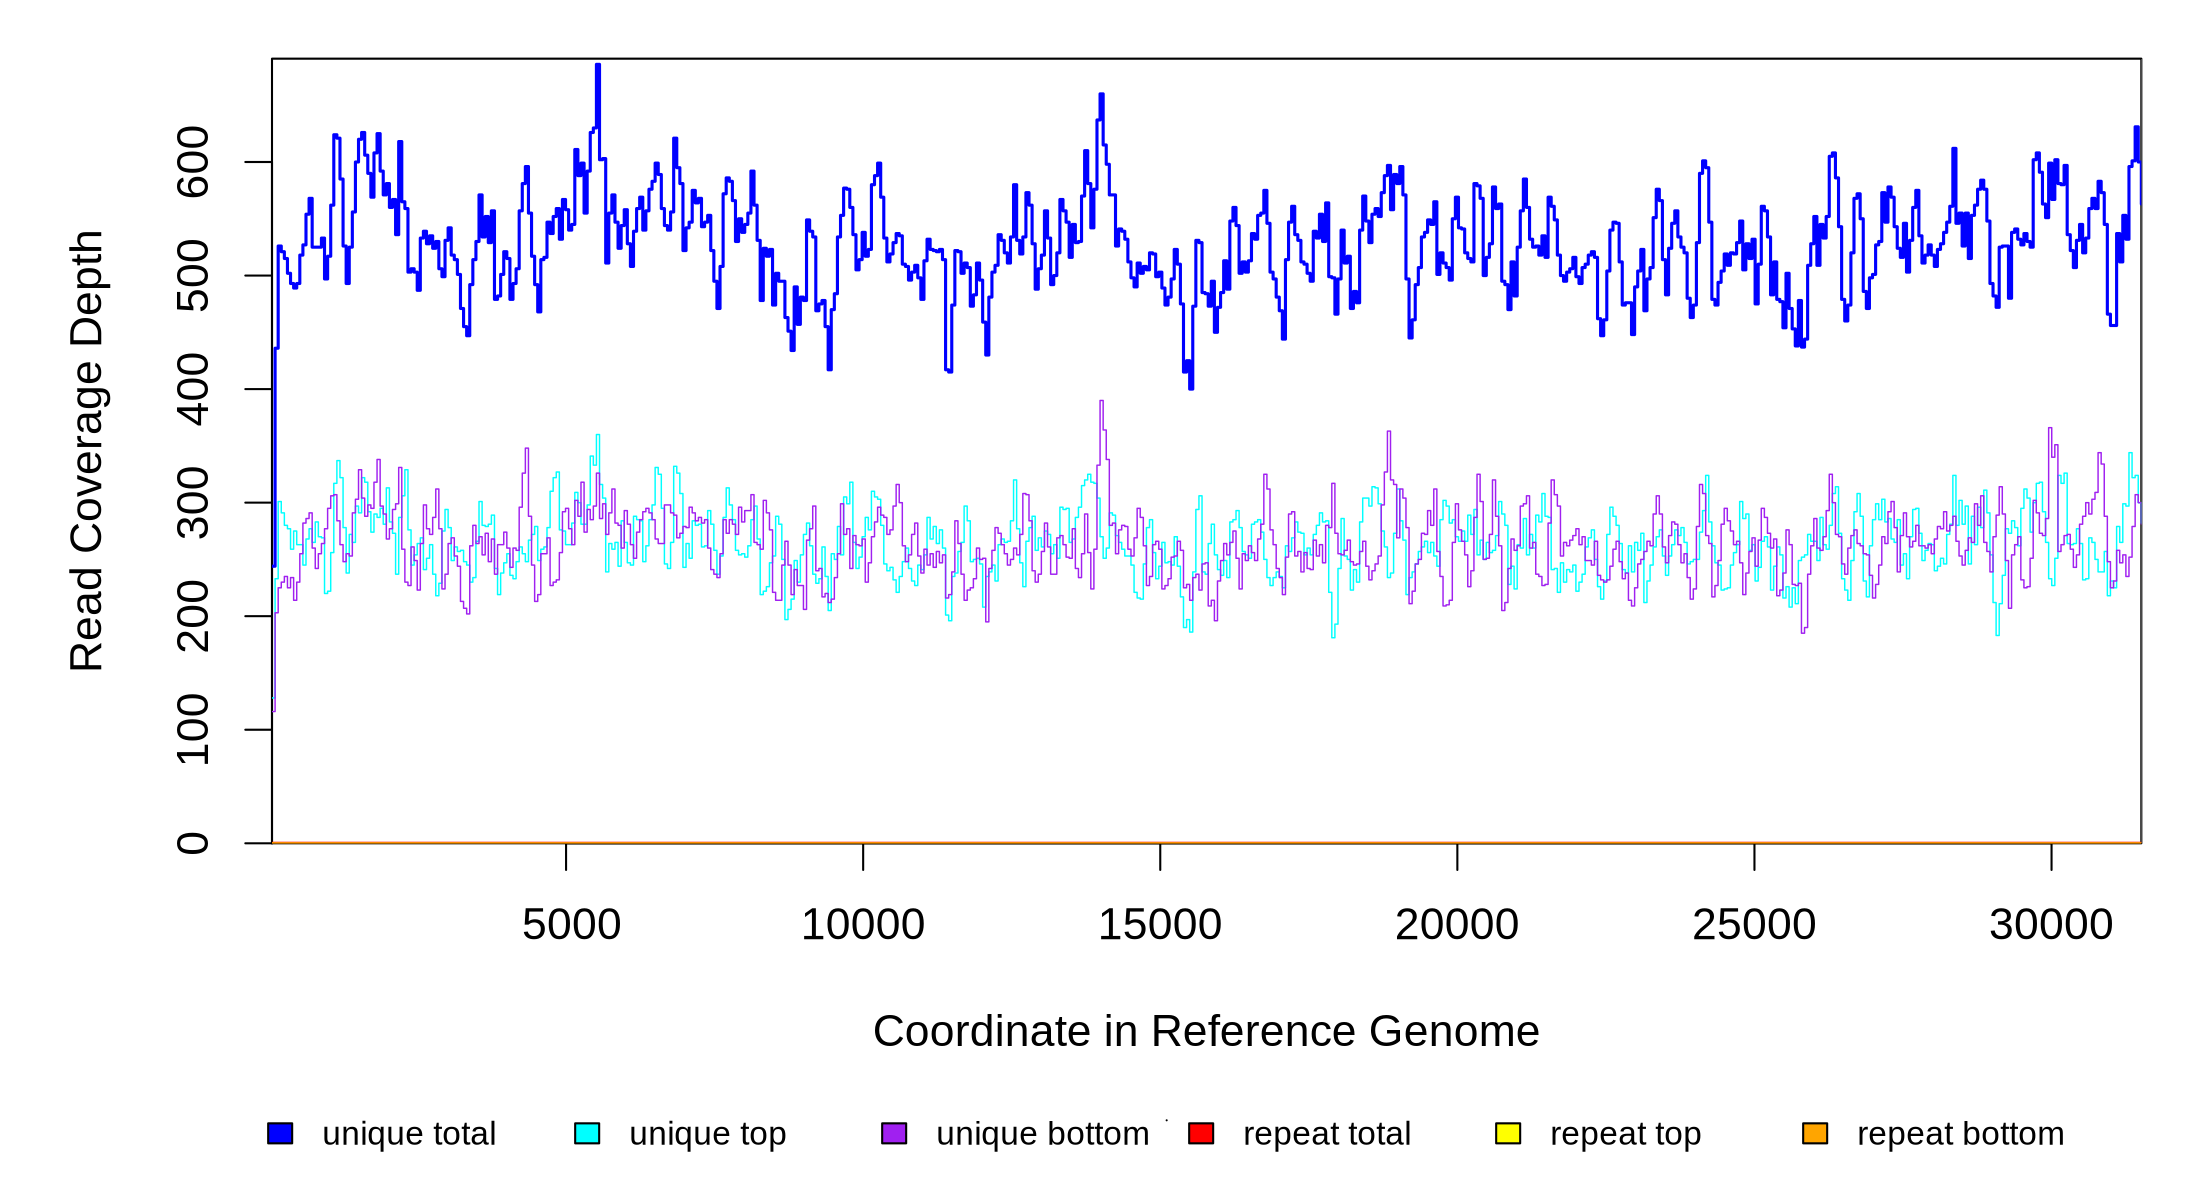 Read Coverage Depth
600
500
400
300
200
100
0
5000 10000 15000 20000 25000 30000
Coordinate in Reference Genome
unique total unique top unique bottom repeat total repeat top repeat bottom